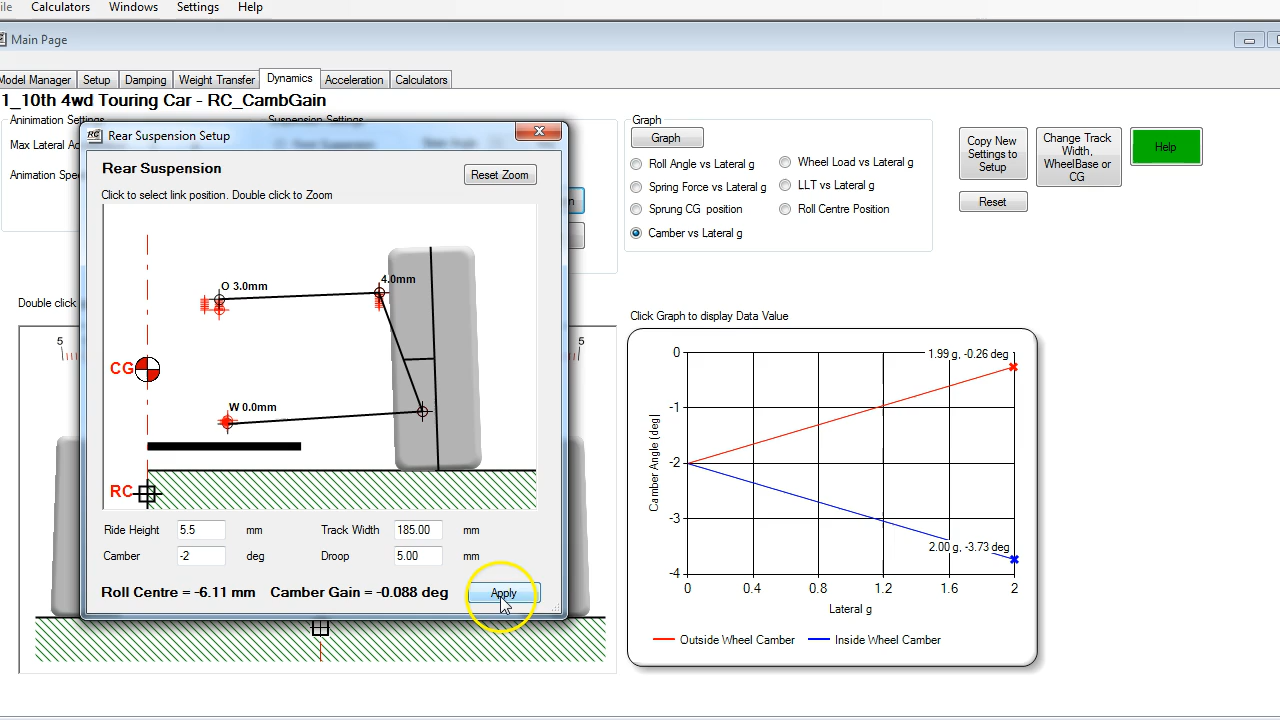 ile Calculators Windows Settings Help
Main Page
Model Manager Setup Damping Weight Transfer Dynamics Acceleration Calculators
1_10th 4wd Touring Car - RC_CambGain
Aninimation Settings
Suspension Settings
Max Lateral Ac
Animation Spee
RC
Rear Suspension Setup
Rear Suspension
Reset Zoom
Click to select link position. Double click to Zoom
O 3.0mm
4.0mm
CG
W 0.0mm
RC
Ride Height 5.5 mm Track Width 185.00 mm
Camber -2 deg Droop 5.00 mm
Roll Centre = -6.11 mm Camber Gain = -0.088 deg
Apply
n
Double click
5
5
Graph
Graph
Roll Angle vs Lateral g Wheel Load vs Lateral g
Spring Force vs Lateral g LLT vs Lateral g
Sprung CG position Roll Centre Position
Camber vs Lateral g
Copy New
Settings to
Setup
Reset
Change Track
Width,
WheelBase or
CG
Help
Click Graph to display Data Value
1.99 g, -0.26 deg
2.00 g, -3.73 deg
Camber Angle (deg)
0
-1
-2
-3
-4
0 0.4 0.8 1.2 1.6 2
Lateral g
Outside Wheel Camber Inside Wheel Camber